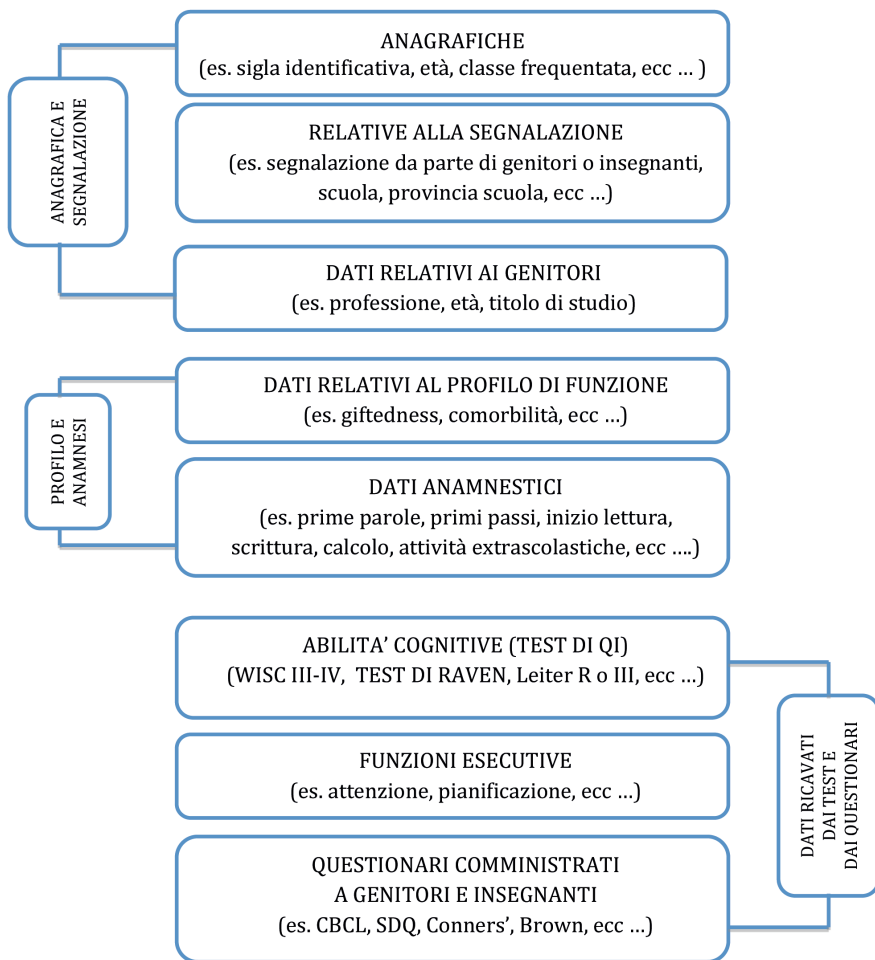 ANAGRAFICA E
SEGNALAZIONE
ANAGRAFICHE
(es. sigla identificativa, età, classe frequentata, ecc ... )
RELATIVE ALLA SEGNALAZIONE
(es. segnalazione da parte di genitori o insegnanti,
scuola, provincia scuola, ecc ...)
DATI RELATIVI AI GENITORI
(es. professione, età, titolo di studio)
PROFILO E
ANAMNESI
DATI RELATIVI AL PROFILO DI FUNZIONE
(es. giftedness, comorbilità, ecc ...)
DATI ANAMNESTICI
(es. prime parole, primi passi, inizio lettura,
scrittura, calcolo, attività extrascolastiche, ecc ....)
ABILITA’ COGNITIVE (TEST DI QI)
(WISC III-IV, TEST DI RAVEN, Leiter R o III, ecc ...)
FUNZIONI ESECUTIVE
(es. attenzione, pianificazione, ecc ...)
QUESTIONARI COMMINISTRATI
A GENITORI E INSEGNANTI
(es. CBCL, SDQ, Conners’, Brown, ecc ...)
DATI RICAVATI
DAI TEST E
DAI QUESTIONARI